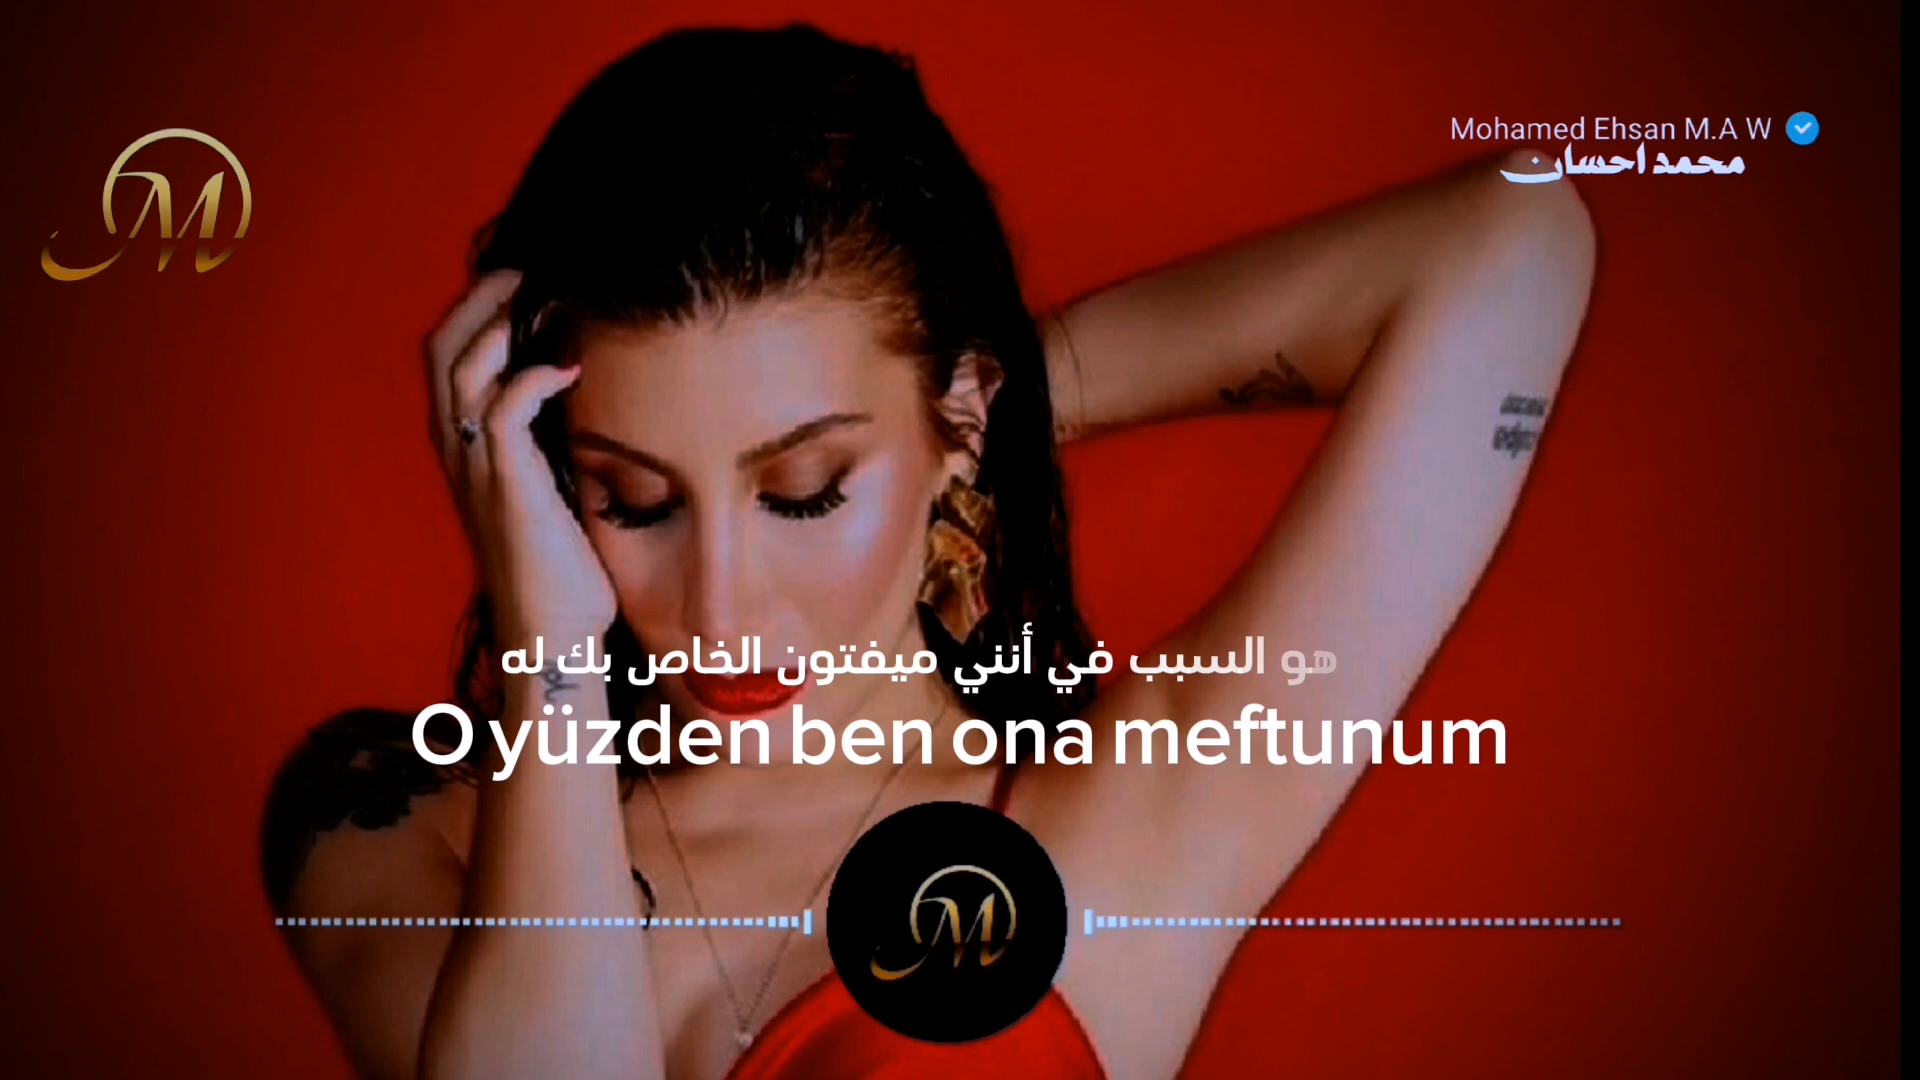 Mohamed Ehsan M.A W
محمد احسان
هو السبب في أنني ميفتون الخاص بك له
O yüzden ben ona meftunum
M
M